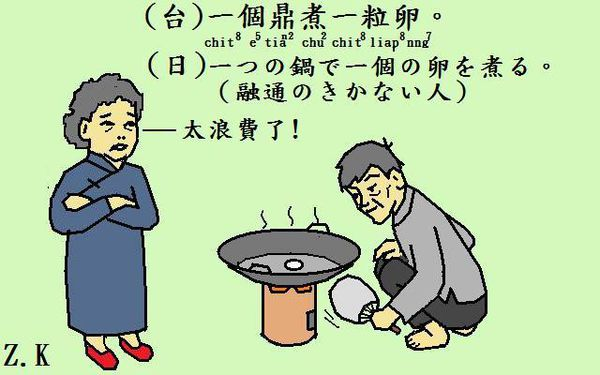 (台)一個鼎煮一粒卵。
chit⁸ e⁵ tiãⁿ² chu² chit⁸ liap⁸ nng⁷
(日)一つの鍋で一個の卵を煮る。
(融通のきかない人)
──太浪費了!
Z.K